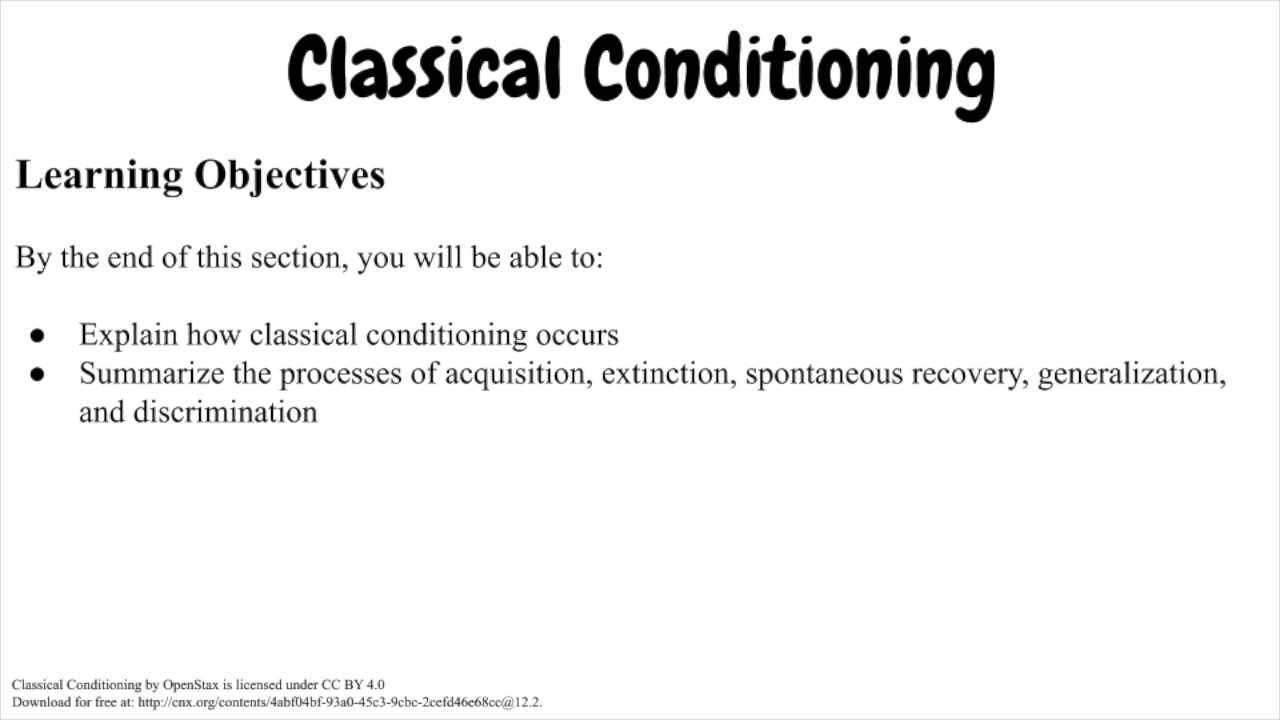 Classical Conditioning
Learning Objectives
By the end of this section, you will be able to:
● Explain how classical conditioning occurs
● Summarize the processes of acquisition, extinction, spontaneous recovery, generalization,
and discrimination
Classical Conditioning by OpenStax is licensed under CC BY 4.0
Download for free at: http://cnx.org/contents/4abf04bf-93a0-45c3-9cbc-2cefd46e68cc@12.2.